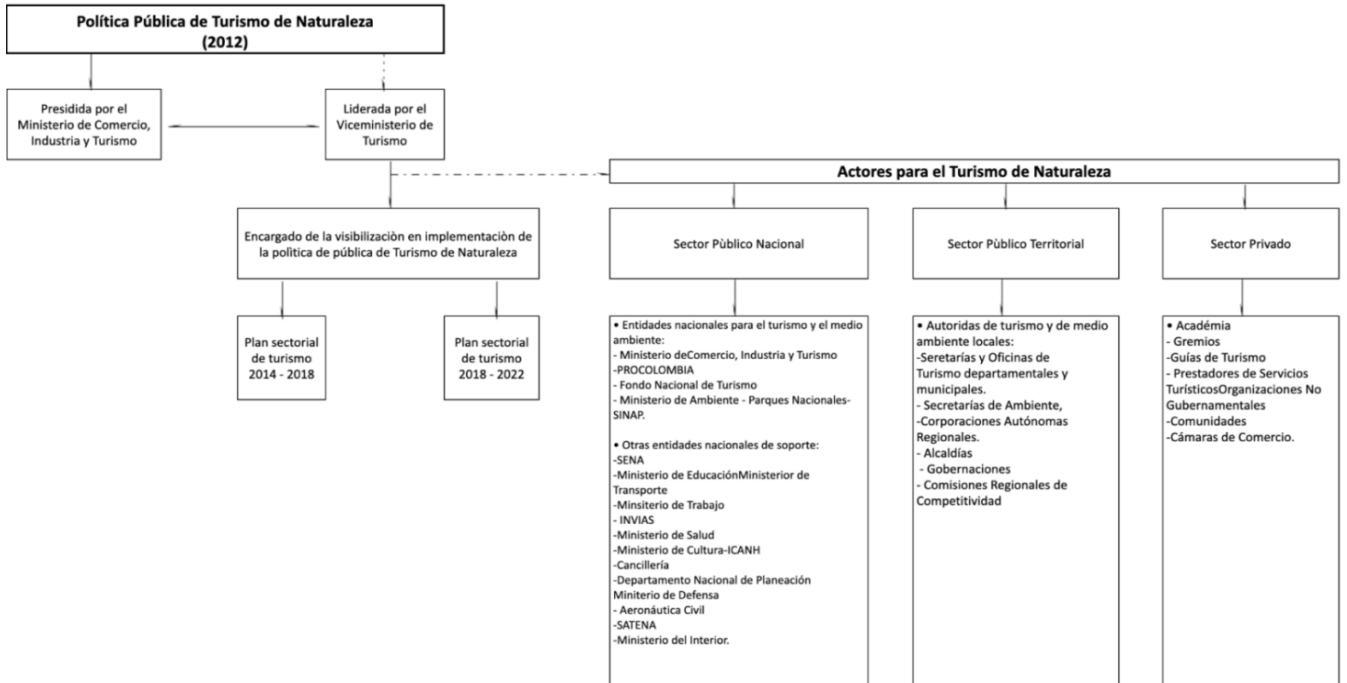 Política Pública de Turismo de Naturaleza
(2012)
Presidida por el
Ministerio de Comercio,
Industria y Turismo
Liderada por el
Viceministerio de
Turismo
Actores para el Turismo de Naturaleza
Encargado de la visibilizaciòn en implementaciòn de
la polìtica de pública de Turismo de Naturaleza
Sector Pùblico Nacional
Sector Pùblico Territorial
Sector Privado
Plan sectorial
de turismo
2014 - 2018
Plan sectorial
de turismo
2018 - 2022
• Entidades nacionales para el turismo y el medio
ambiente:
- Ministerio deComercio, Industria y Turismo
-PROCOLOMBIA
- Fondo Nacional de Turismo
- Ministerio de Ambiente - Parques Nacionales-
SINAP.
• Otras entidades nacionales de soporte:
-SENA
-Ministerio de EducaciónMinisterior de
Transporte
-Minsiterio de Trabajo
- INVIAS
-Ministerio de Salud
-Ministerio de Cultura-ICANH
-Cancillería
-Departamento Nacional de Planeación
Miniterio de Defensa
- Aeronáutica Civil
-SATENA
-Ministerio del Interior.
• Autoridas de turismo y de medio
ambiente locales:
-Seretarías y Oficinas de
Turismo departamentales y
municipales.
- Secretarías de Ambiente,
-Corporaciones Autónomas
Regionales.
- Alcaldías
- Gobernaciones
- Comisiones Regionales de
Competitividad
• Académia
- Gremios
-Guías de Turismo
- Prestadores de Servicios
TurísticosOrganizaciones No
Gubernamentales
-Comunidades
-Cámaras de Comercio.